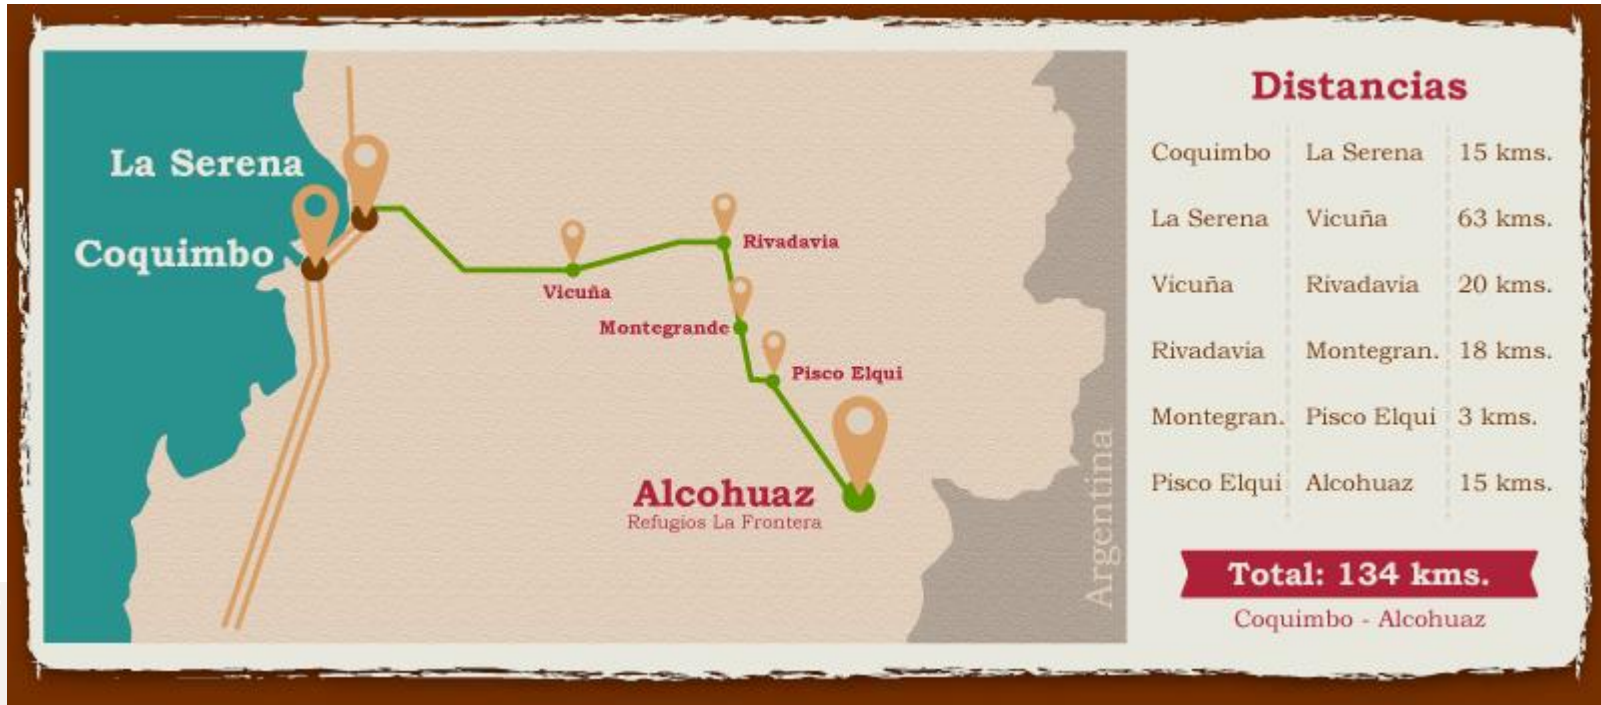 La Serena
Coquimbo
Vicuña
Rivadavia
Montegrande
Pisco Elqui
Alcohuaz
Refugios La Frontera
Argentina
Distancias
Coquimbo La Serena 15 kms.
La Serena Vicuña 63 kms.
Vicuña Rivadavia 20 kms.
Rivadavia Montegran. 18 kms.
Montegran. Pisco Elqui 3 kms.
Pisco Elqui Alcohuaz 15 kms.
Total: 134 kms.
Coquimbo - Alcohuaz